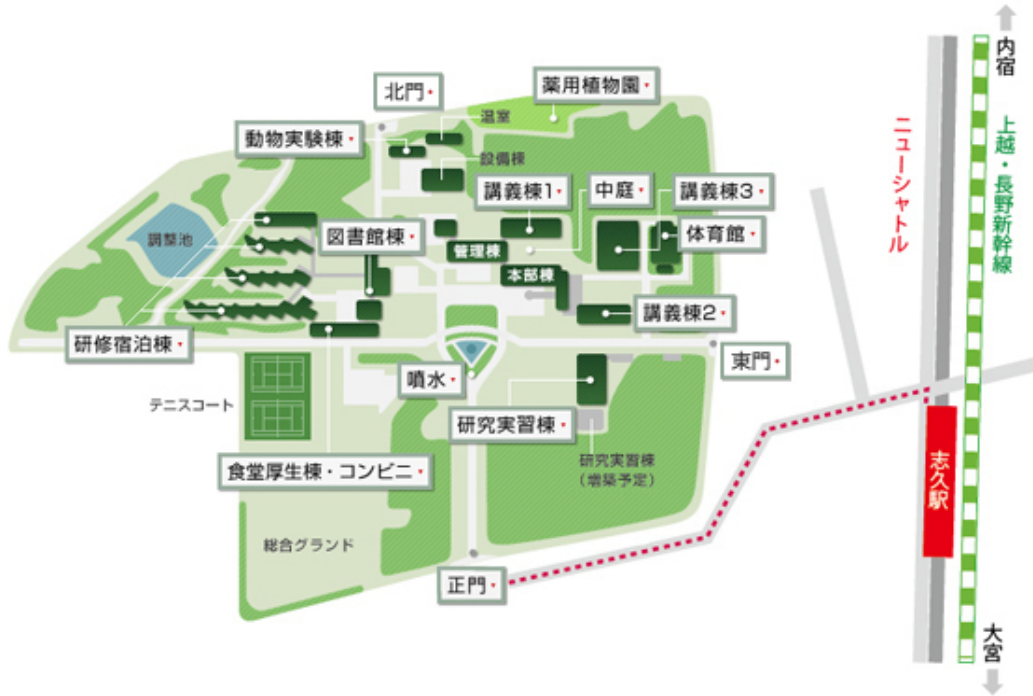 内宿
北門
薬用植物園
温室
動物実験棟
設備棟
講義棟1
中庭
講義棟3
ニューシャトル
上越・長野新幹線
調整池
図書館棟
管理棟
体育館
本部棟
講義棟2
研修宿泊棟
東門
噴水
テニスコート
研究実習棟
食堂厚生棟・コンビニ
研究実習棟
(増築予定)
志久駅
総合グランド
正門
大宮